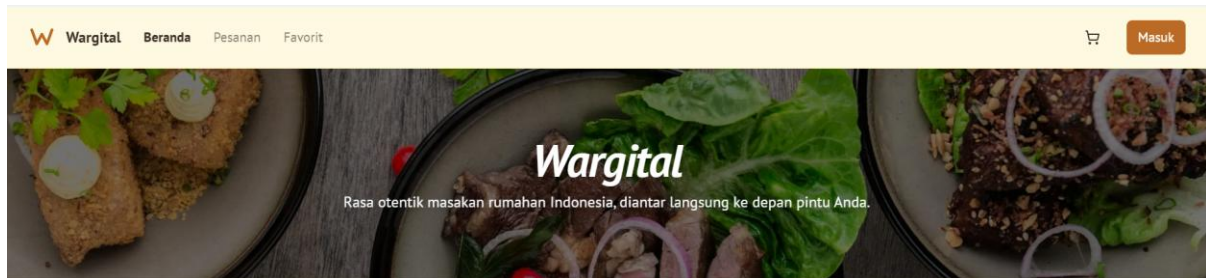 W Wargital Beranda Pesanan Favorit Masuk
Wargital
Rasa otentik masakan rumahan Indonesia, diantar langsung ke depan pintu Anda.